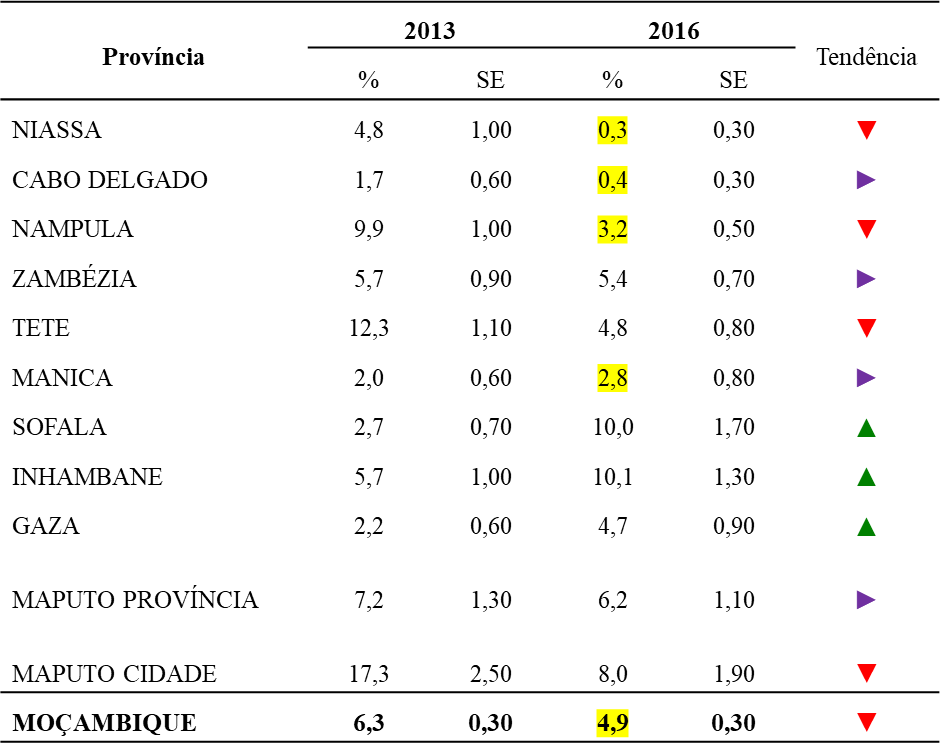 Província 2013 2016 Tendência
% SE % SE
NIASSA 4,8 1,00 0,3 0,30 ▼
CABO DELGADO 1,7 0,60 0,4 0,30 ►
NAMPULA 9,9 1,00 3,2 0,50 ▼
ZAMBÉZIA 5,7 0,90 5,4 0,70 ►
TETE 12,3 1,10 4,8 0,80 ▼
MANICA 2,0 0,60 2,8 0,80 ►
SOFALA 2,7 0,70 10,0 1,70 ▲
INHAMBANE 5,7 1,00 10,1 1,30 ▲
GAZA 2,2 0,60 4,7 0,90 ▲
MAPUTO PROVÍNCIA 7,2 1,30 6,2 1,10 ►
MAPUTO CIDADE 17,3 2,50 8,0 1,90 ▼
MOÇAMBIQUE 6,3 0,30 4,9 0,30 ▼